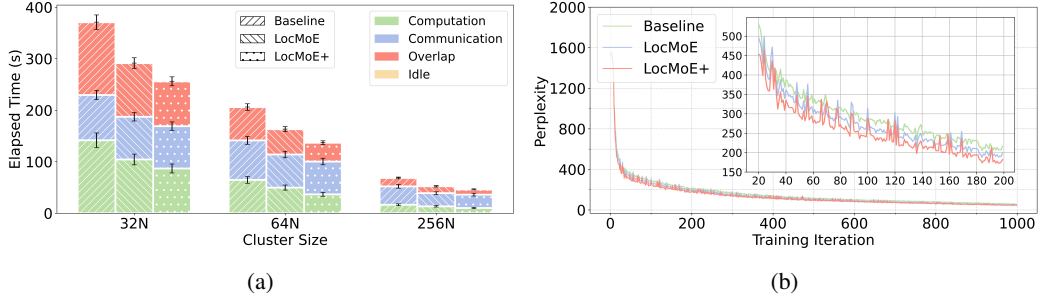 400
300
200
100
0
Elapsed Time (s)
Baseline
LocMoE
LocMoE+
Computation
Communication
Overlap
Idle
32N
64N
256N
Cluster Size
(a)
2000
1600
1200
800
400
0
Perplexity
Baseline
LocMoE
LocMoE+
500
450
400
350
300
250
200
150
20
40
60
80
100
120
140
160
180
200
0
200
400
600
800
1000
Training Iteration
(b)